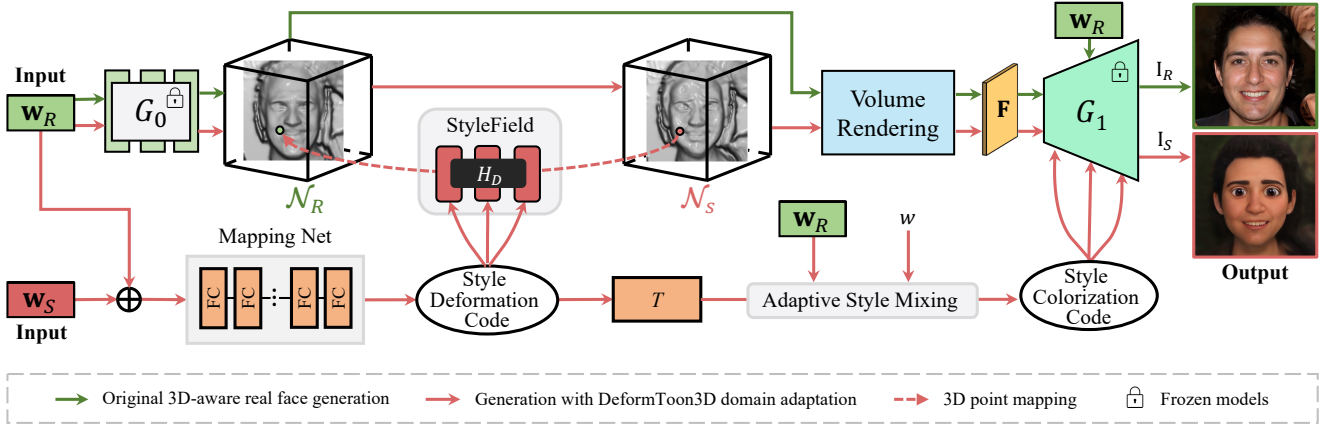 Input
𝐰_R
G_0
𝒩_R
StyleField
H_D
𝒩_s
Volume
Rendering
F
𝐰_R
G_1
I_R
I_S
Output
𝐰_S
Input
Mapping Net
FC
FC
...
FC
FC
Style
Deformation
Code
T
𝐰_R
w
Adaptive Style Mixing
Style
Colorization
Code
Original 3D-aware real face generation
Generation with DeformToon3D domain adaptation
3D point mapping
Frozen models